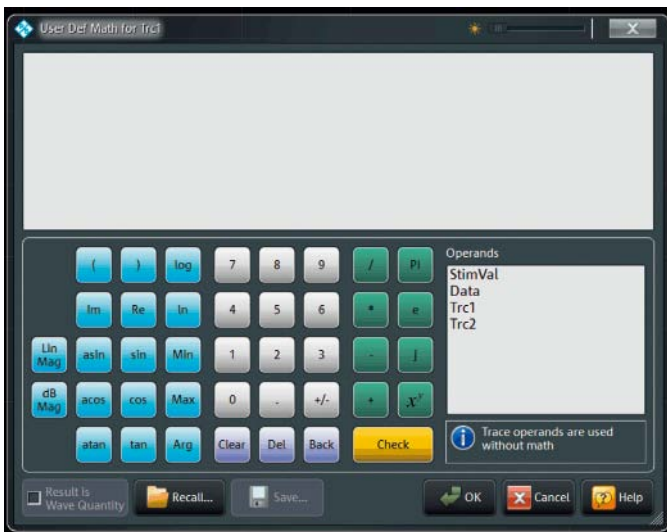 User Def Math for Trc1
X
( ) log 7 8 9 / Pi
Operands
StimVal
Data
Trc1
Trc2
Im Re ln 4 5 6 * e
Lin Mag asin sin Min 1 2 3 - j
dB Mag acos cos Max 0 . +/- + x^y
atan tan Arg Clear Del Back Check
Trace operands are used
without math
Result is
Wave Quantity
Recall...
Save...
OK
Cancel
Help